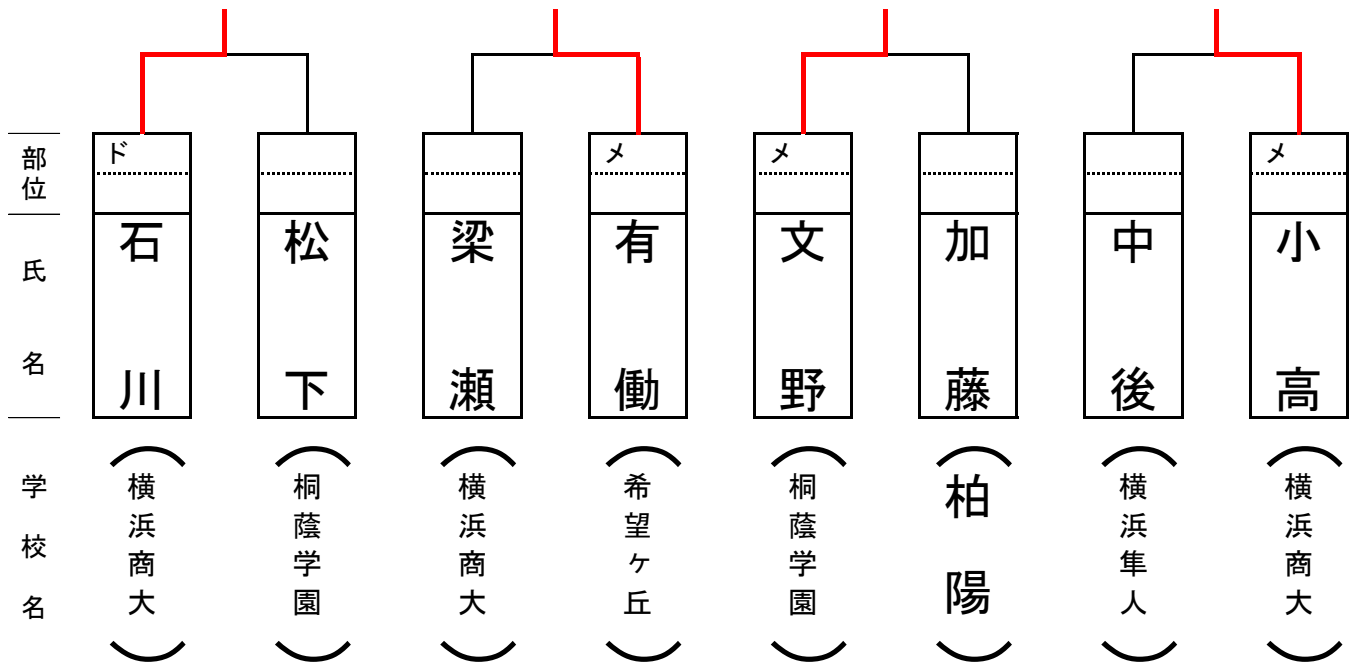 部位
ド
メ
メ
メ
氏名
石川
松下
梁瀬
有働
文野
加藤
中後
小高
学校名
(横浜商大)
(桐蔭学園)
(横浜商大)
(希望ヶ丘)
(桐蔭学園)
(柏陽)
(横浜隼人)
(横浜商大)